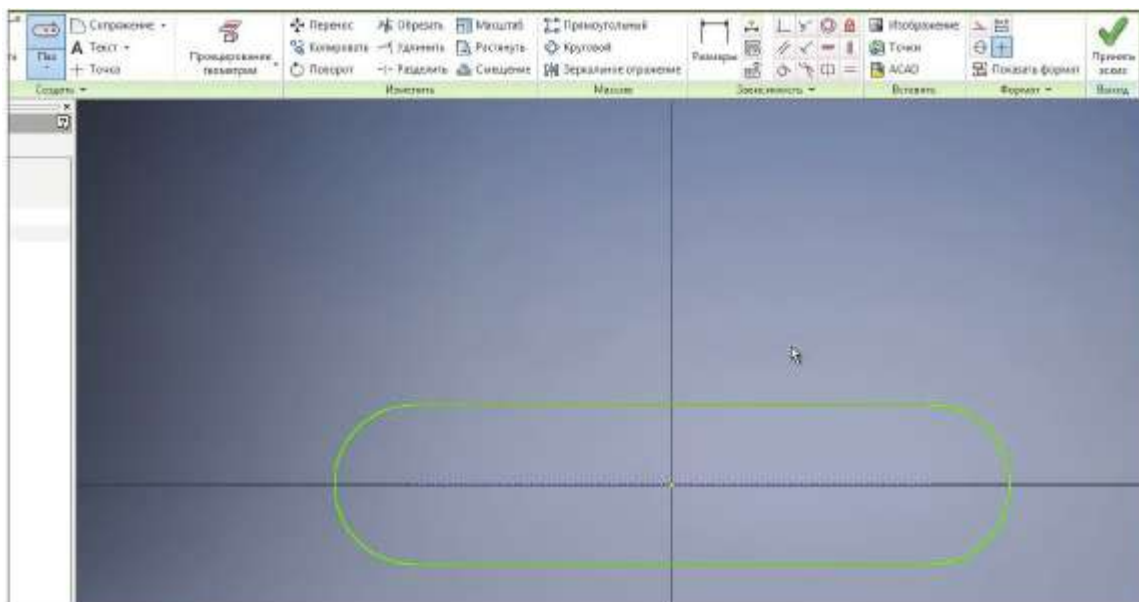 Сопряжение Перенос Обрезать Масштаб Прямоугольный Изображение
Паз Текст Проецирование геометрии Копировать Удлинить Растянуть Круговой Размеры Точки Принять эскиз
Точка Поворот Разделить Смещение Зеркальное отражение ACAD Показать формат
Создать Изменить Массив Зависимость Вставить Формат Выход